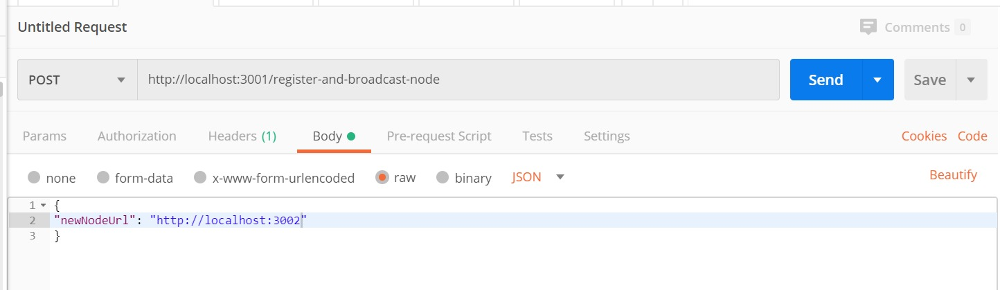 Untitled Request
Comments 0
POST http://localhost:3001/register-and-broadcast-node Send Save
Params Authorization Headers (1) Body Pre-request Script Tests Settings Cookies Code
none form-data x-www-form-urlencoded raw binary JSON Beautify
1 {
2 "newNodeUrl": "http://localhost:3002"
3 }